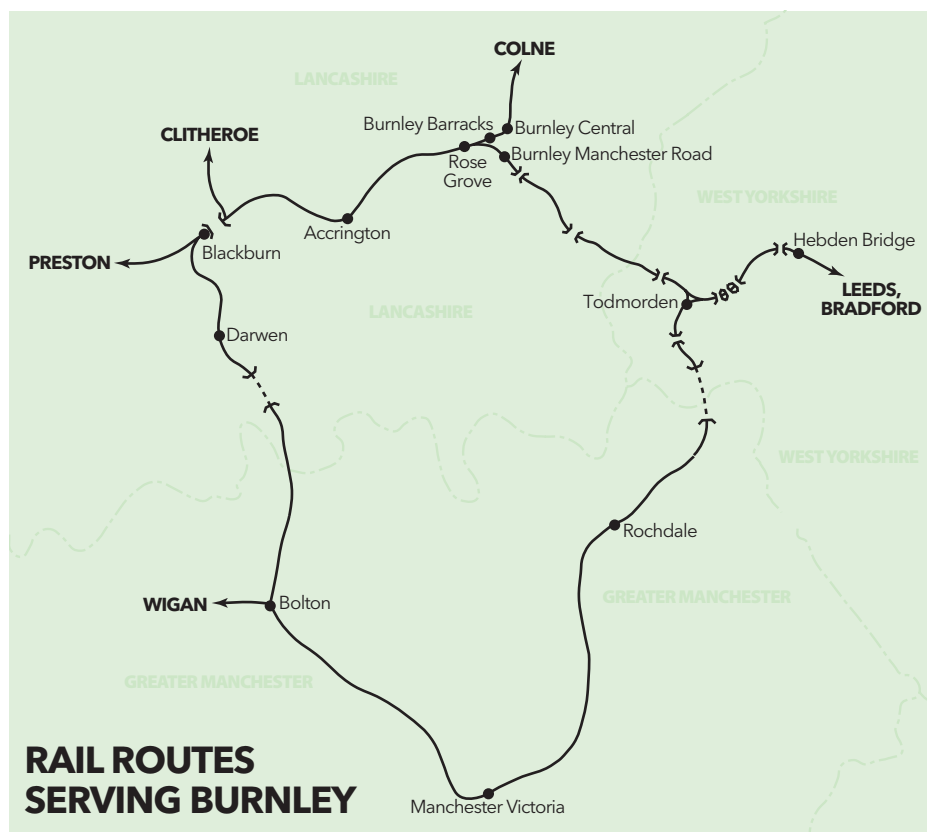 COLNE
LANCASHIRE
Burnley Barracks
Burnley Central
CLITHEROE
Burnley Manchester Road
Rose
Grove
WEST YORKSHIRE
Accrington
Hebden Bridge
Blackburn
PRESTON
LEEDS,
BRADFORD
Todmorden
LANCASHIRE
Darwen
WEST YORKSHIRE
Rochdale
GREATER MANCHESTER
WIGAN
Bolton
GREATER MANCHESTER
RAIL ROUTES
SERVING BURNLEY
Manchester Victoria